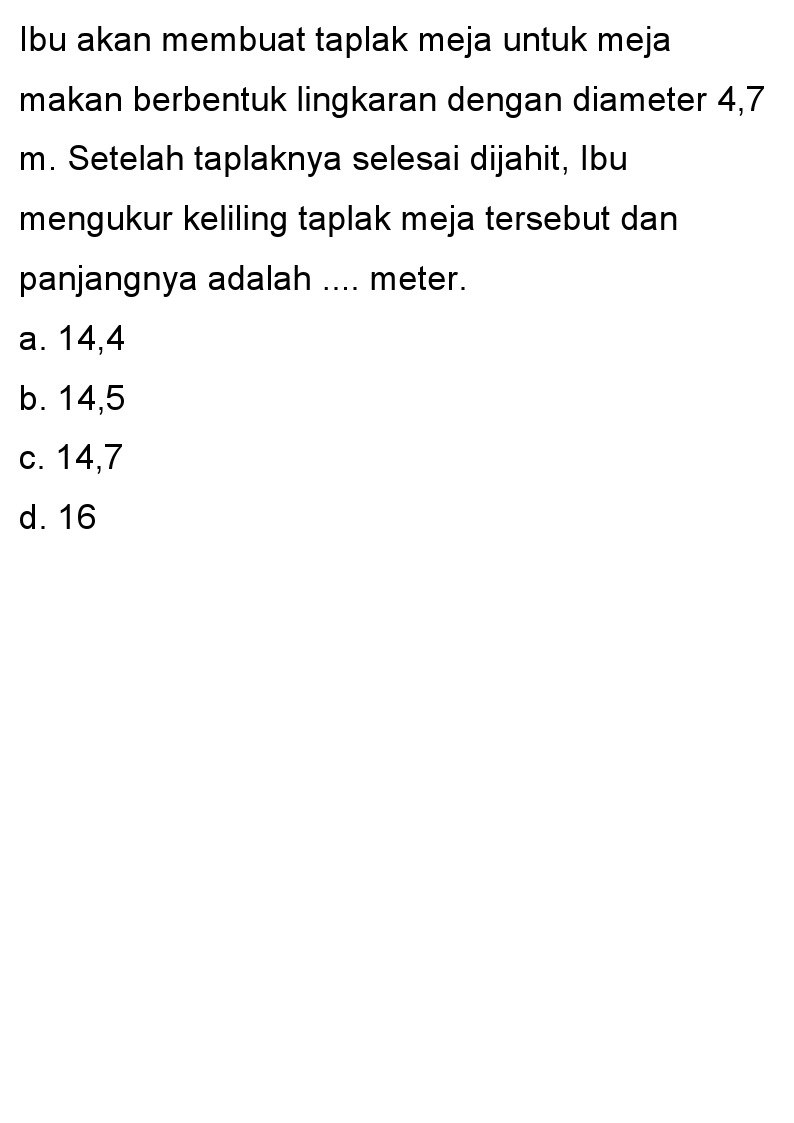 Ibu akan membuat taplak meja untuk meja
makan berbentuk lingkaran dengan diameter 4,7
m. Setelah taplaknya selesai dijahit, Ibu
mengukur keliling taplak meja tersebut dan
panjangnya adalah .... meter.
a. 14,4
b. 14,5
c. 14,7
d. 16